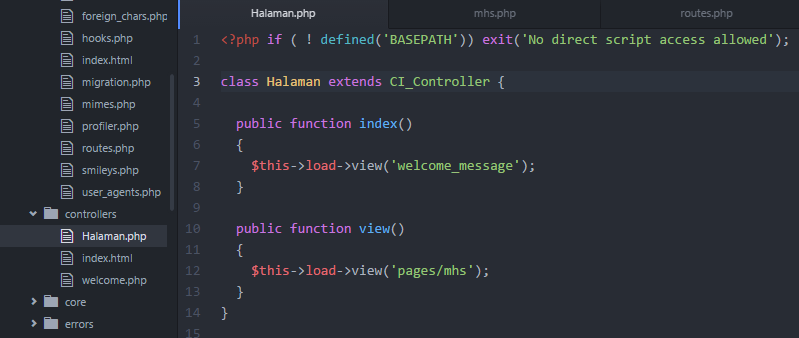 foreign_chars.php
hooks.php
index.html
migration.php
mimes.php
profiler.php
routes.php
smileys.php
user_agents.php
controllers
Halaman.php
index.html
welcome.php
core
errors
Halaman.php
mhs.php
routes.php
1 <?php if ( ! defined('BASEPATH')) exit('No direct script access allowed');
2
3 class Halaman extends CI_Controller {
4
5 public function index()
6 {
7 $this->load->view('welcome_message');
8 }
9
10 public function view()
11 {
12 $this->load->view('pages/mhs');
13 }
14 }
15